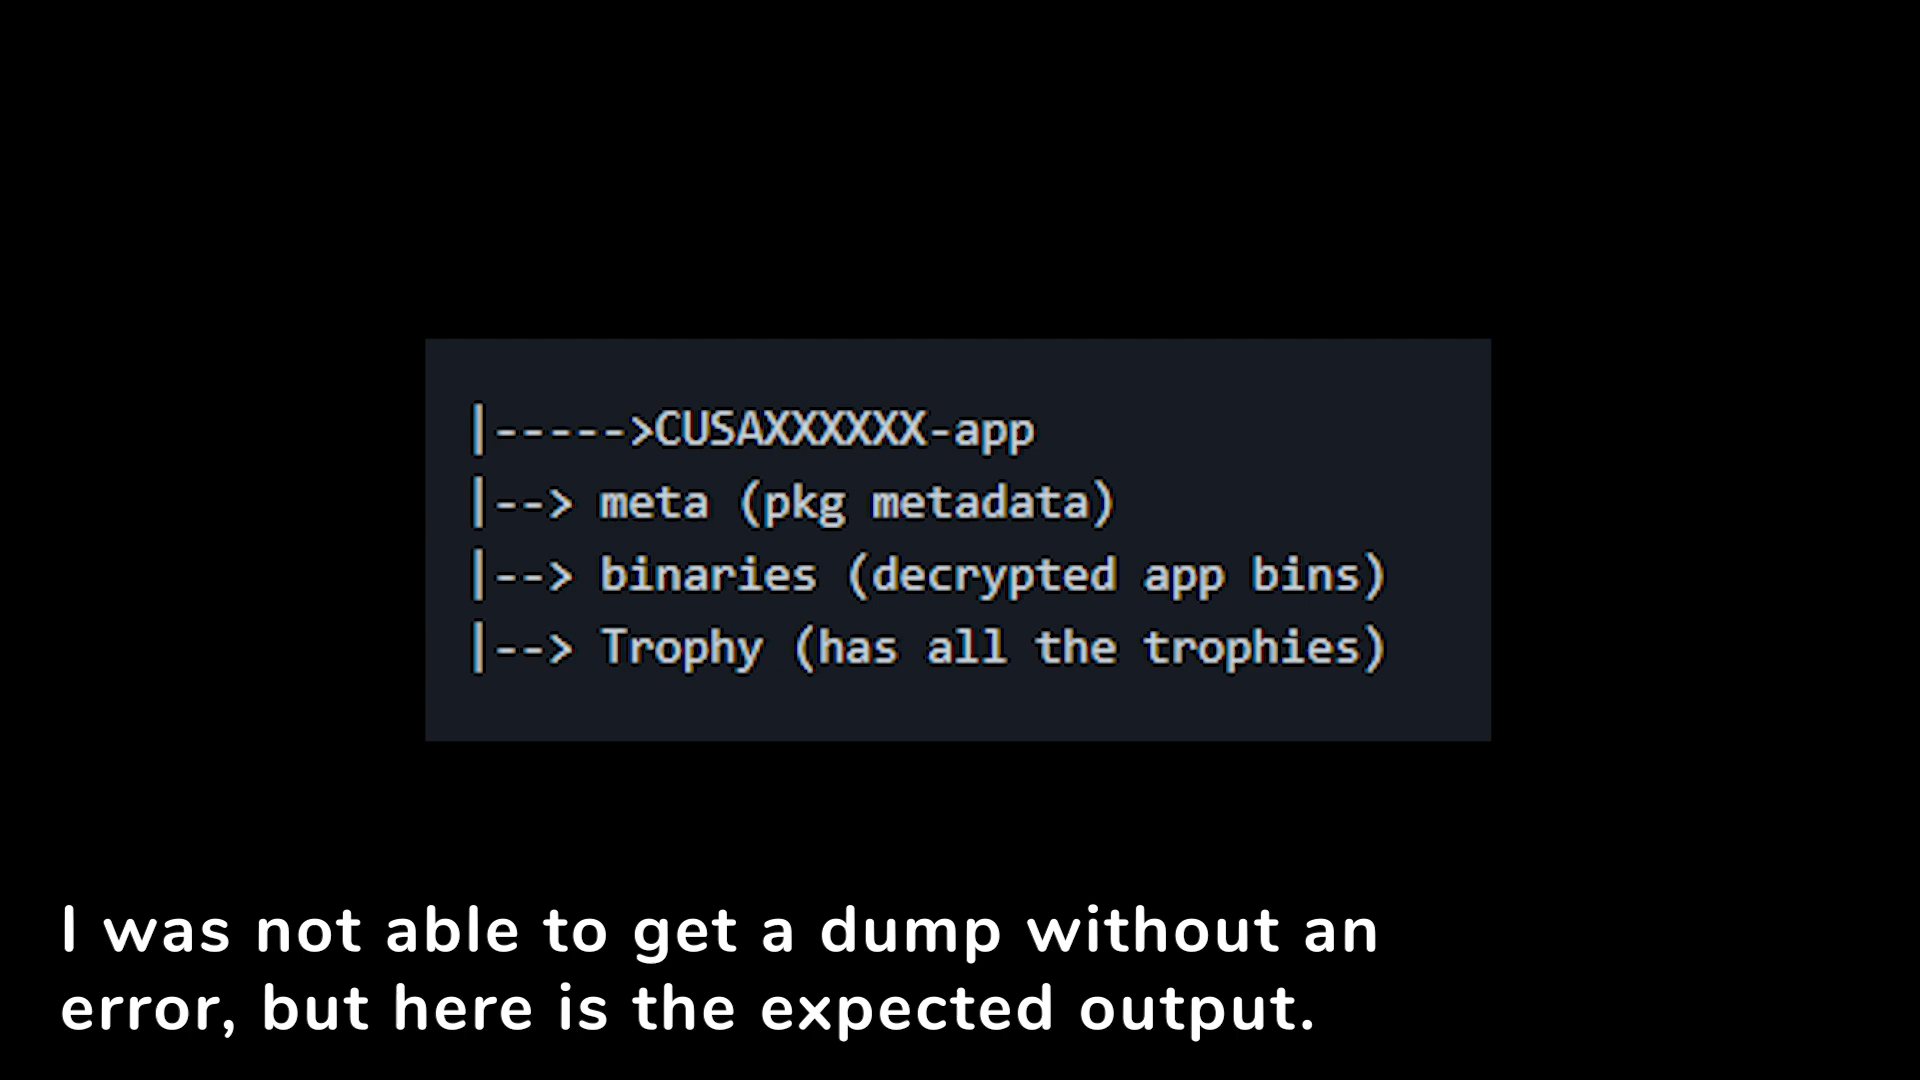 |----->CUSAXXXXXX-app
|--> meta (pkg metadata)
|--> binaries (decrypted app bins)
|--> Trophy (has all the trophies)
I was not able to get a dump without an
error, but here is the expected output.